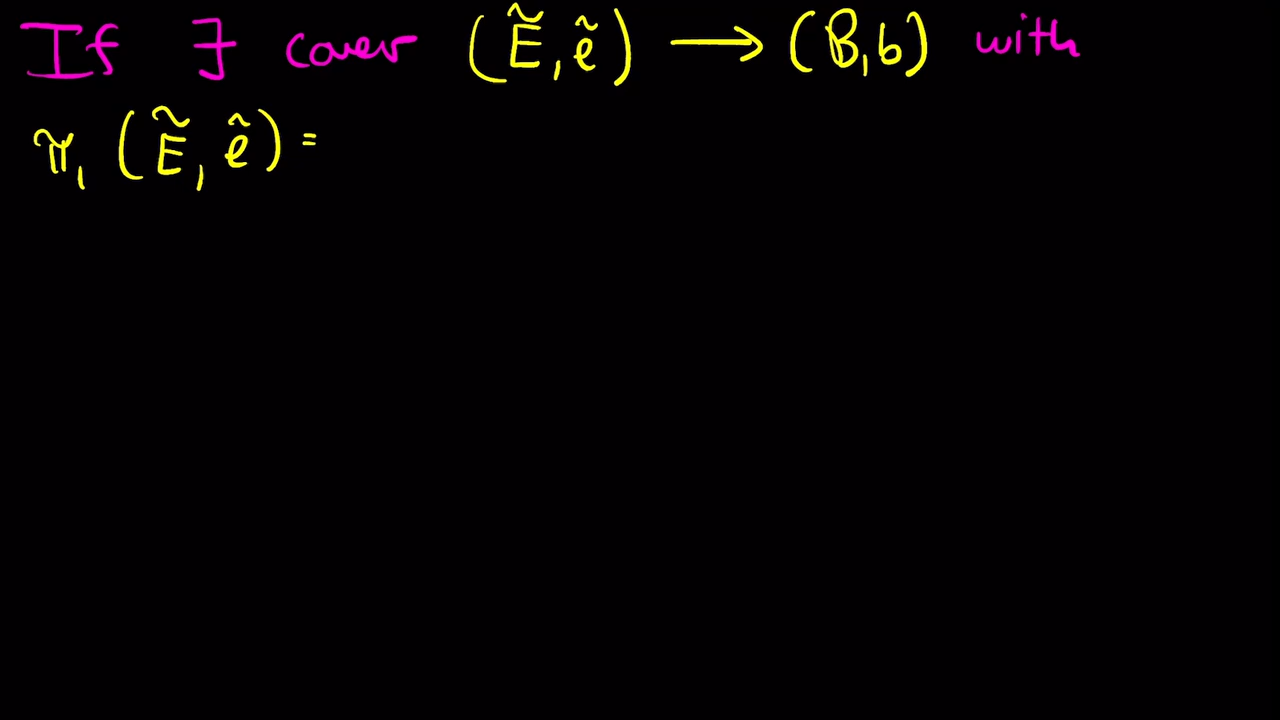 If ∃ cover (Ẽ, ẽ) ⟶ (B, b) with
π₁ (Ẽ, ẽ) =